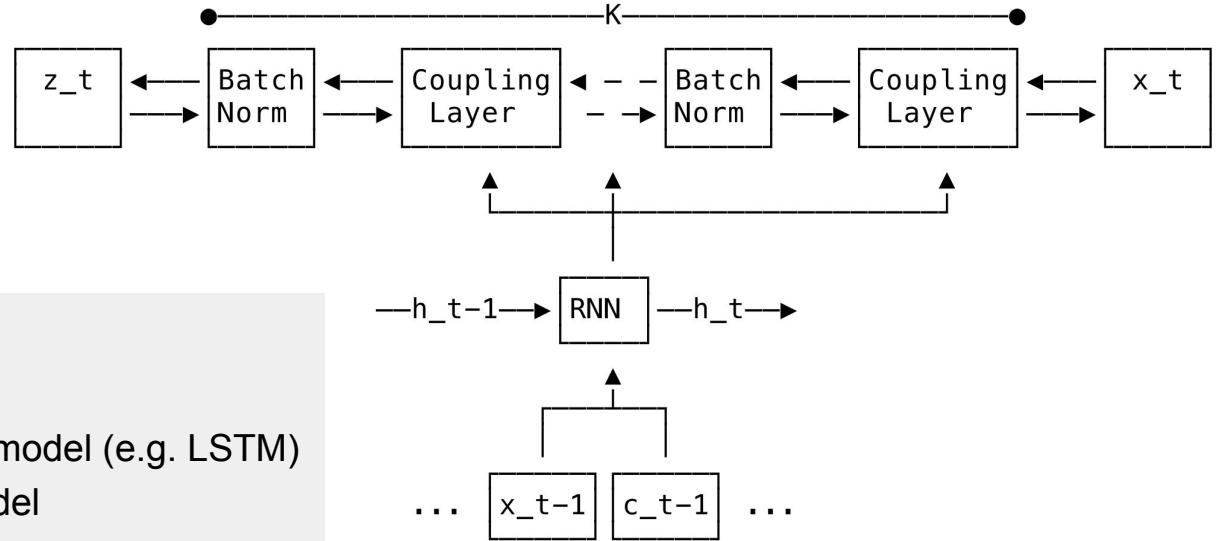 K
z_t Batch Coupling Batch Coupling x_t
Norm Layer Norm Layer
h_t-1 RNN h_t
model (e.g. LSTM)
... x_t-1 c_t-1 ...